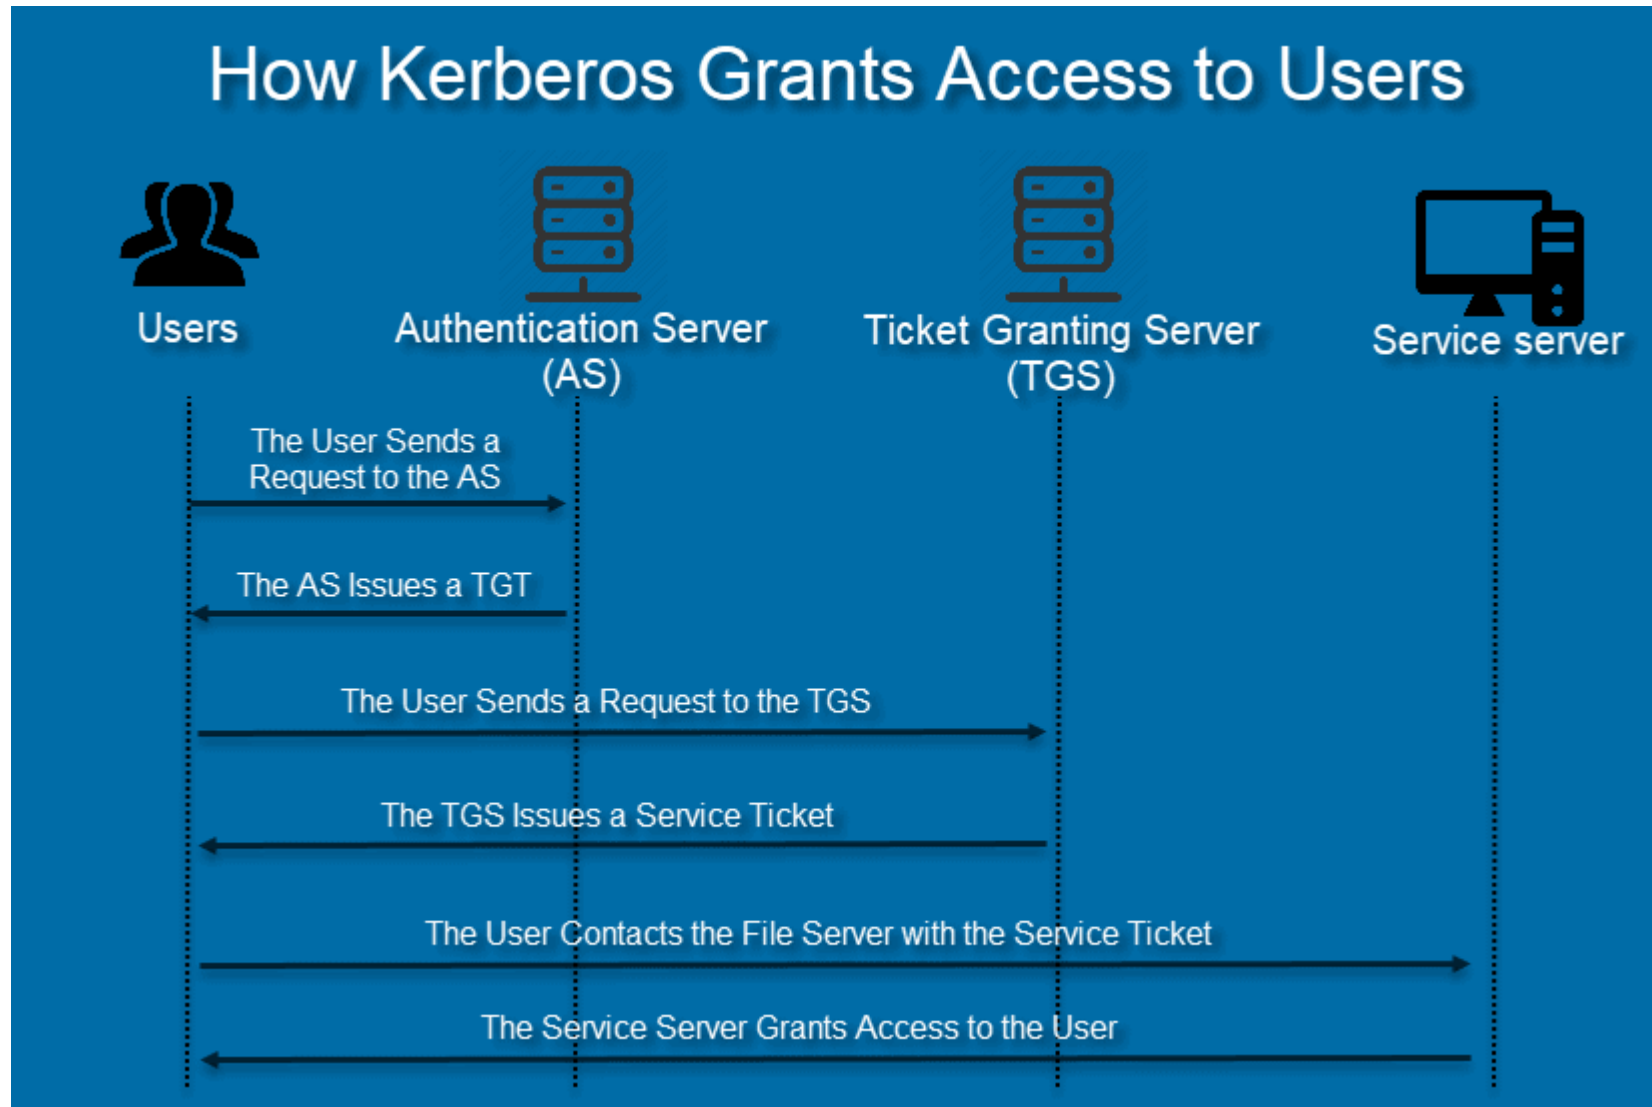 How Kerberos Grants Access to Users
Users
Authentication Server
(AS)
Ticket Granting Server
(TGS)
Service server
The User Sends a
Request to the AS
The AS Issues a TGT
The User Sends a Request to the TGS
The TGS Issues a Service Ticket
The User Contacts the File Server with the Service Ticket
The Service Server Grants Access to the User